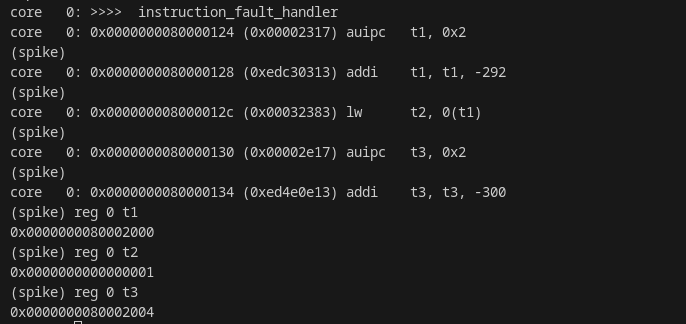 core   0: >>>>  instruction_fault_handler
core   0: 0x0000000080000124 (0x00002317) auipc   t1, 0x2
(spike)
core   0: 0x0000000080000128 (0xedc30313) addi    t1, t1, -292
(spike)
core   0: 0x000000008000012c (0x00032383) lw      t2, 0(t1)
(spike)
core   0: 0x0000000080000130 (0x00002e17) auipc   t3, 0x2
(spike)
core   0: 0x0000000080000134 (0xed4e0e13) addi    t3, t3, -300
(spike) reg 0 t1
0x0000000080002000
(spike) reg 0 t2
0x0000000000000001
(spike) reg 0 t3
0x0000000080002004